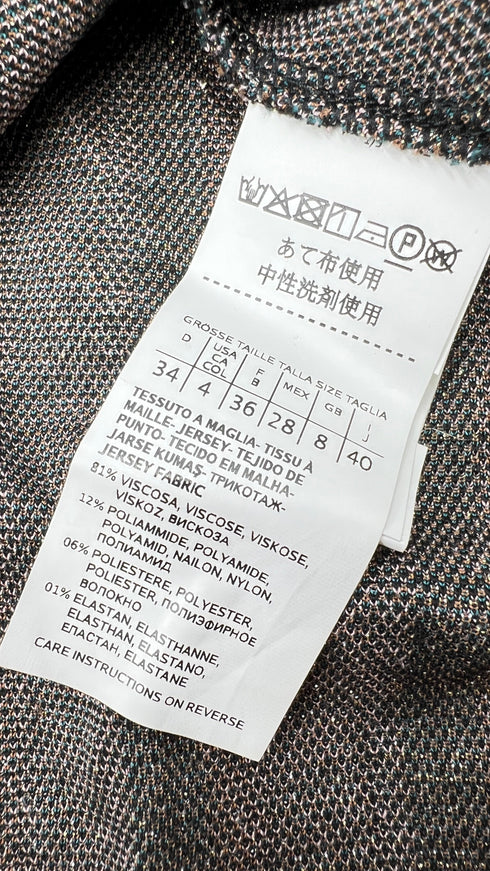 P
あて布使用
中性洗剤使用
GRÖSSE TAILLE TALLA SIZE TAGLIA
D USA CA COL F B MEX GB I J
34 4 36 28 8 40
TESSUTO A MAGLIA- TISSU À
MAILLE- JERSEY- TEJIDO DE
PUNTO- TECIDO EM MALHA-
JARSE KUMAŞ- ТРИКОТАЖ-
JERSEY FABRIC
81% VISCOSA, VISCOSE, VISKOSE,
VISKOZ, ВИСКОЗА
12% POLIAMMIDE, POLYAMIDE,
POLYAMID, NAILON, NYLON,
ПОЛИАМИД
06% POLIESTERE, POLYESTER,
POLIESTER, ПОЛИЭФИРНОЕ
ВОЛОКНО
01% ELASTAN, ELASTHANNE,
ELASTHAN, ELASTANO,
ЕЛАСТАН, ELASTANE
CARE INSTRUCTIONS ON REVERSE